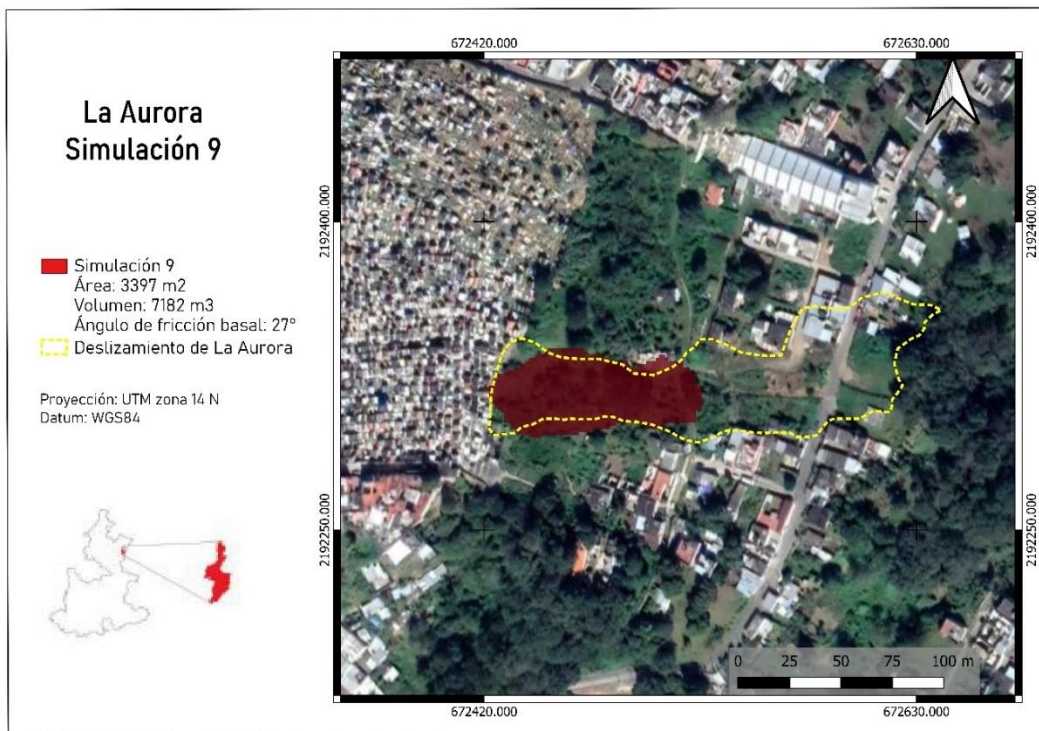 La Aurora
Simulación 9
Simulación 9
Área: 3397 m2
Volumen: 7182 m3
Ángulo de fricción basal: 27°
Deslizamiento de La Aurora
Proyección: UTM zona 14 N
Datum: WGS84
672420.000
672630.000
2192400.000
2192400.000
2192250.000
2192250.000
0 25 50 75 100 m
672420.000
672630.000